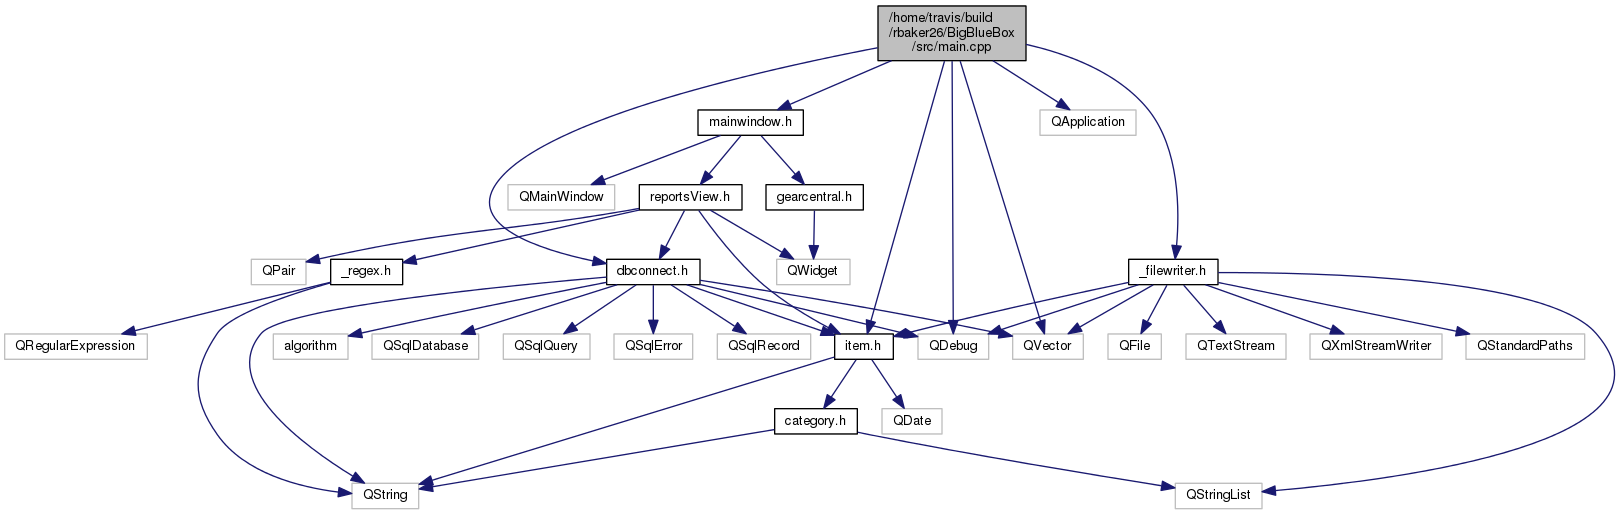 /home/travis/build
/rbaker26/BigBlueBox
/src/main.cpp
mainwindow.h
QApplication
QMainWindow
reportsView.h
gearcentral.h
QPair
_regex.h
dbconnect.h
QWidget
_filewriter.h
QRegularExpression
algorithm
QSqlDatabase
QSqlQuery
QSqlError
QSqlRecord
item.h
QDebug
QVector
QFile
QTextStream
QXmlStreamWriter
QStandardPaths
category.h
QDate
QString
QStringList